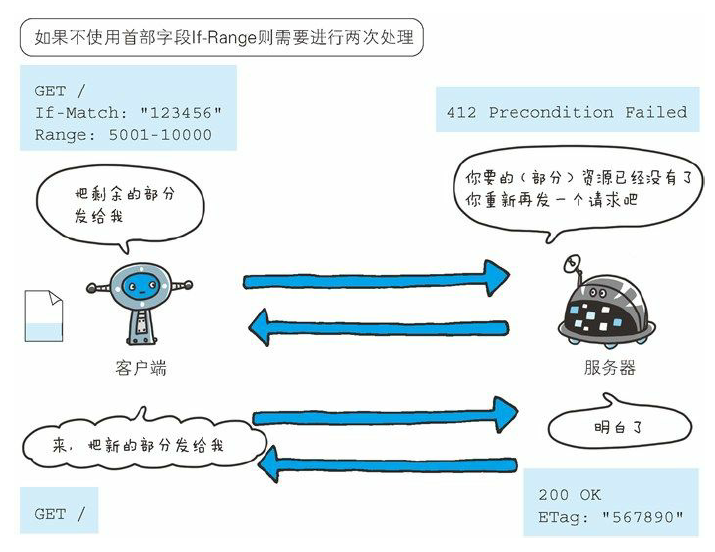 如果不使用首部字段If-Range则需要进行两次处理
GET /
If-Match: "123456"
Range: 5001-10000
412 Precondition Failed
把剩余的部分
发给我
你要的（部分）资源已经没有了
你重新再发一个请求吧
客户端
服务器
来，把新的部分发给我
明白了
GET /
200 OK
ETag: "567890"